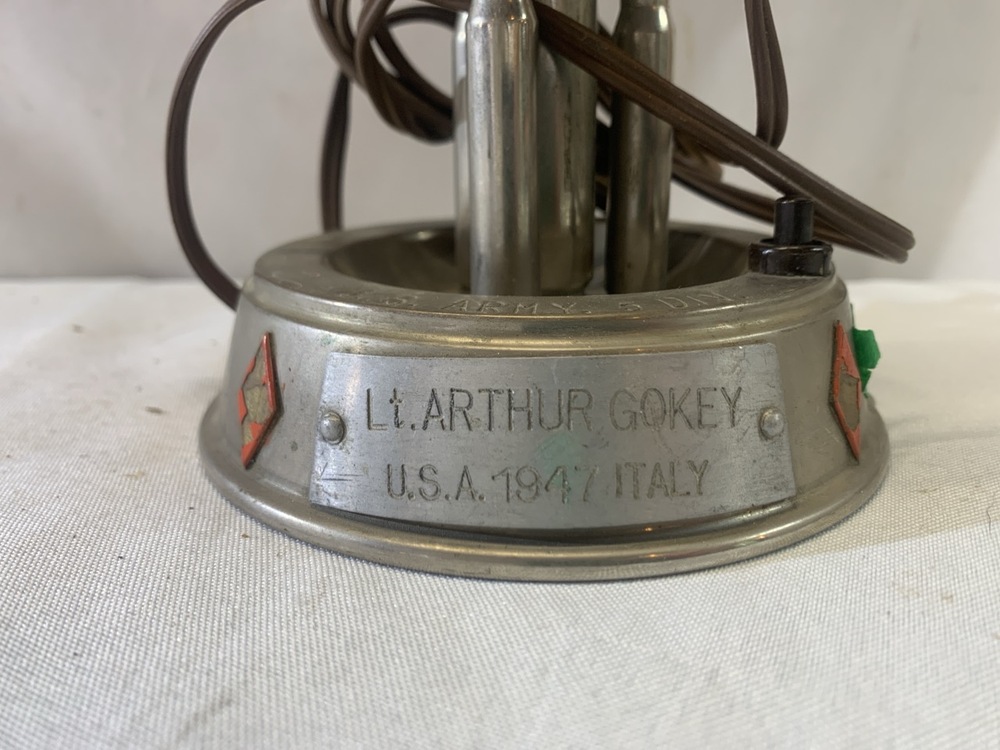 ARMY. 5 DIV.
Lt. ARTHUR GOKEY
U.S.A. 1947 ITALY